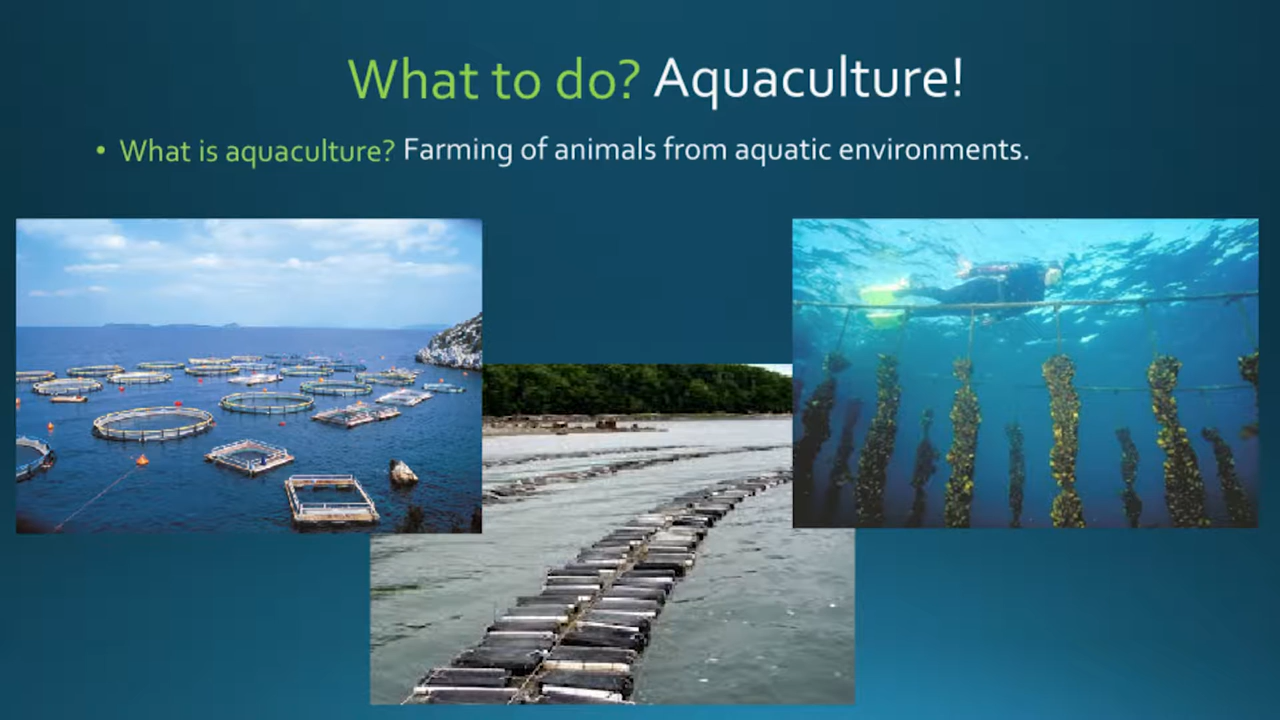 What to do? Aquaculture!
• What is aquaculture? Farming of animals from aquatic environments.